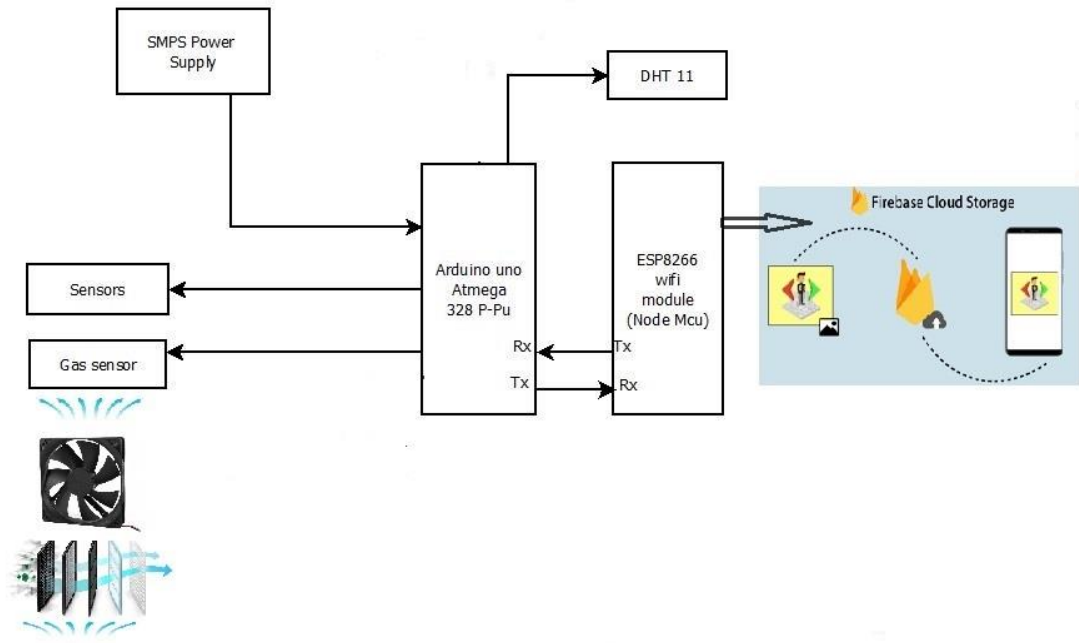 SMPS Power
Supply
DHT 11
Firebase Cloud Storage
Arduino uno
Atmega
328 P-Pu
ESP8266
wifi
module
(Node Mcu)
Sensors
Gas sensor
Rx
Tx
Tx
Rx